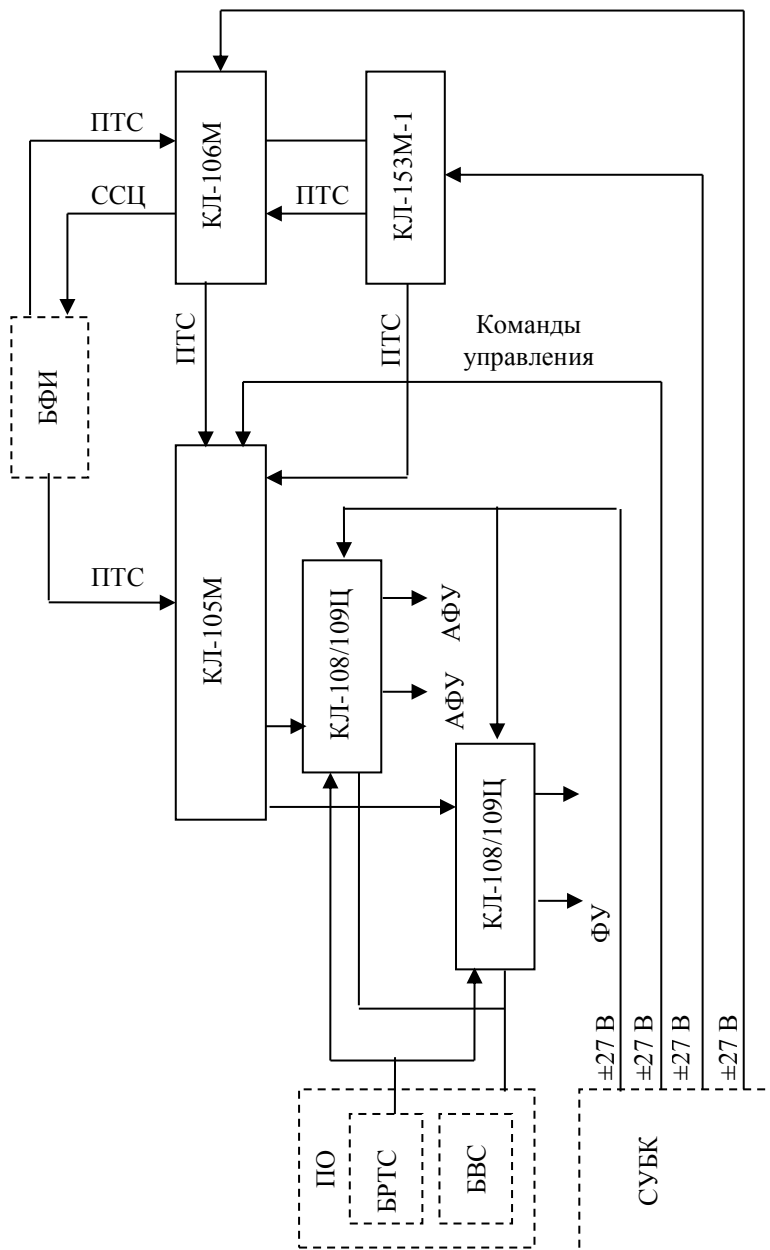 ПТС
ССЦ
КЛ-106М
ПТС
КЛ-153М-1
БФИ
ПТС
ПТС
Команды
управления
ПТС
КЛ-105М
КЛ-108/109Ц
АФУ
АФУ
КЛ-108/109Ц
ФУ
ПО
БРТС
БВС
СУБК
±27 В
±27 В
±27 В
±27 В